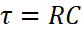 τ = RC